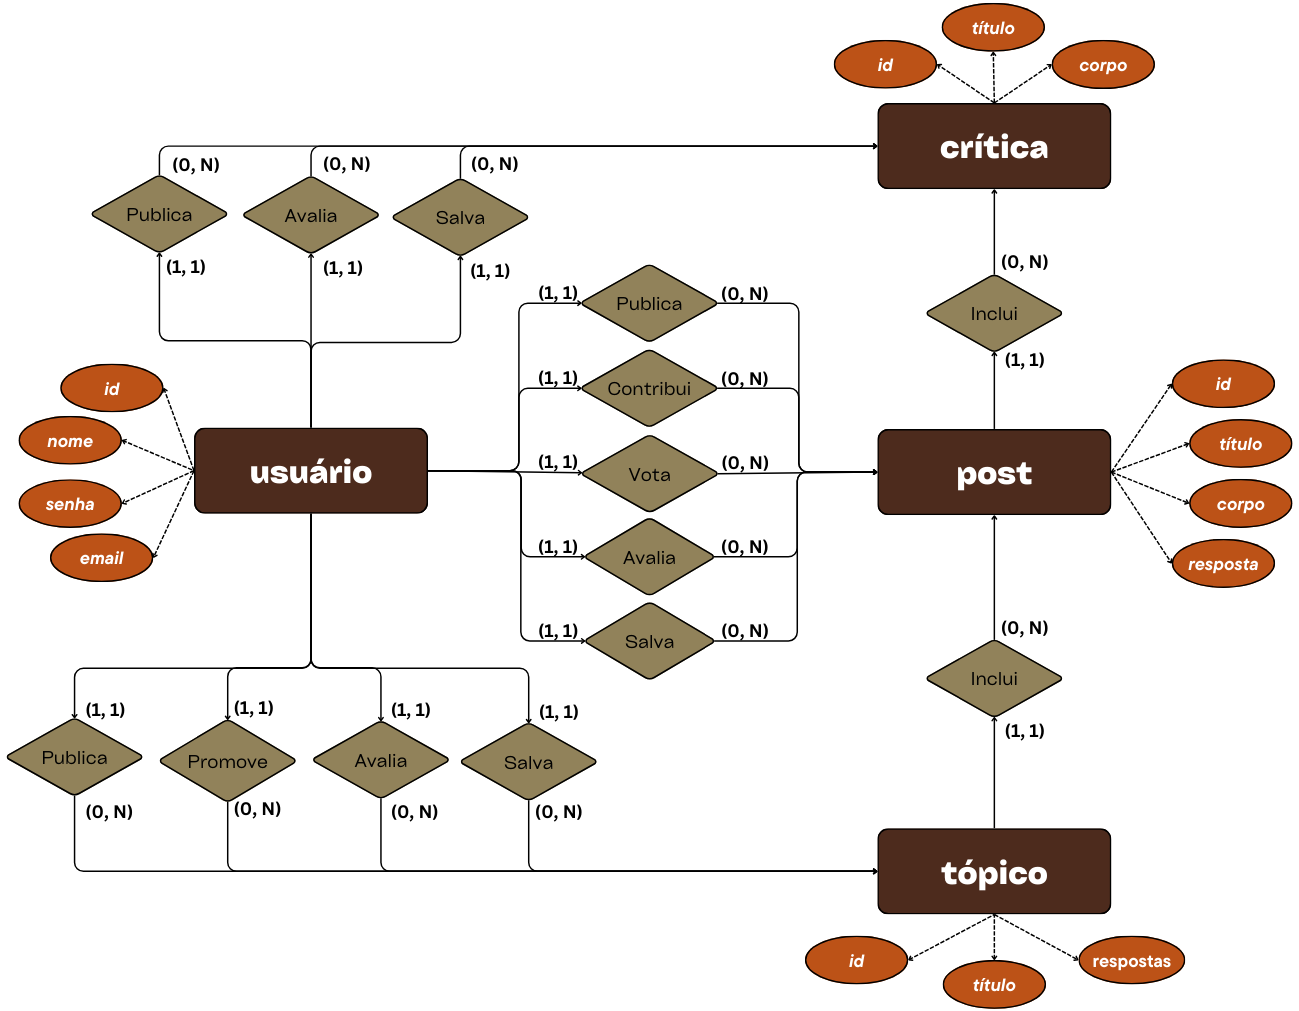 título
id
corpo
crítica
(0, N)
(0, N)
(0, N)
Publica
Avalia
Salva
(1, 1)
(1, 1)
(1, 1)
(0, N)
Inclui
(1, 1)
(1, 1)
Publica
(0, N)
(1, 1)
Contribui
(0, N)
(1, 1)
Vota
(0, N)
(1, 1)
Avalia
(0, N)
(1, 1)
Salva
(0, N)
id
nome
senha
email
usuário
post
id
título
corpo
resposta
(0, N)
Inclui
(1, 1)
(1, 1)
(1, 1)
(1, 1)
(1, 1)
Publica
Promove
Avalia
Salva
(0, N)
(0, N)
(0, N)
(0, N)
tópico
id
título
respostas